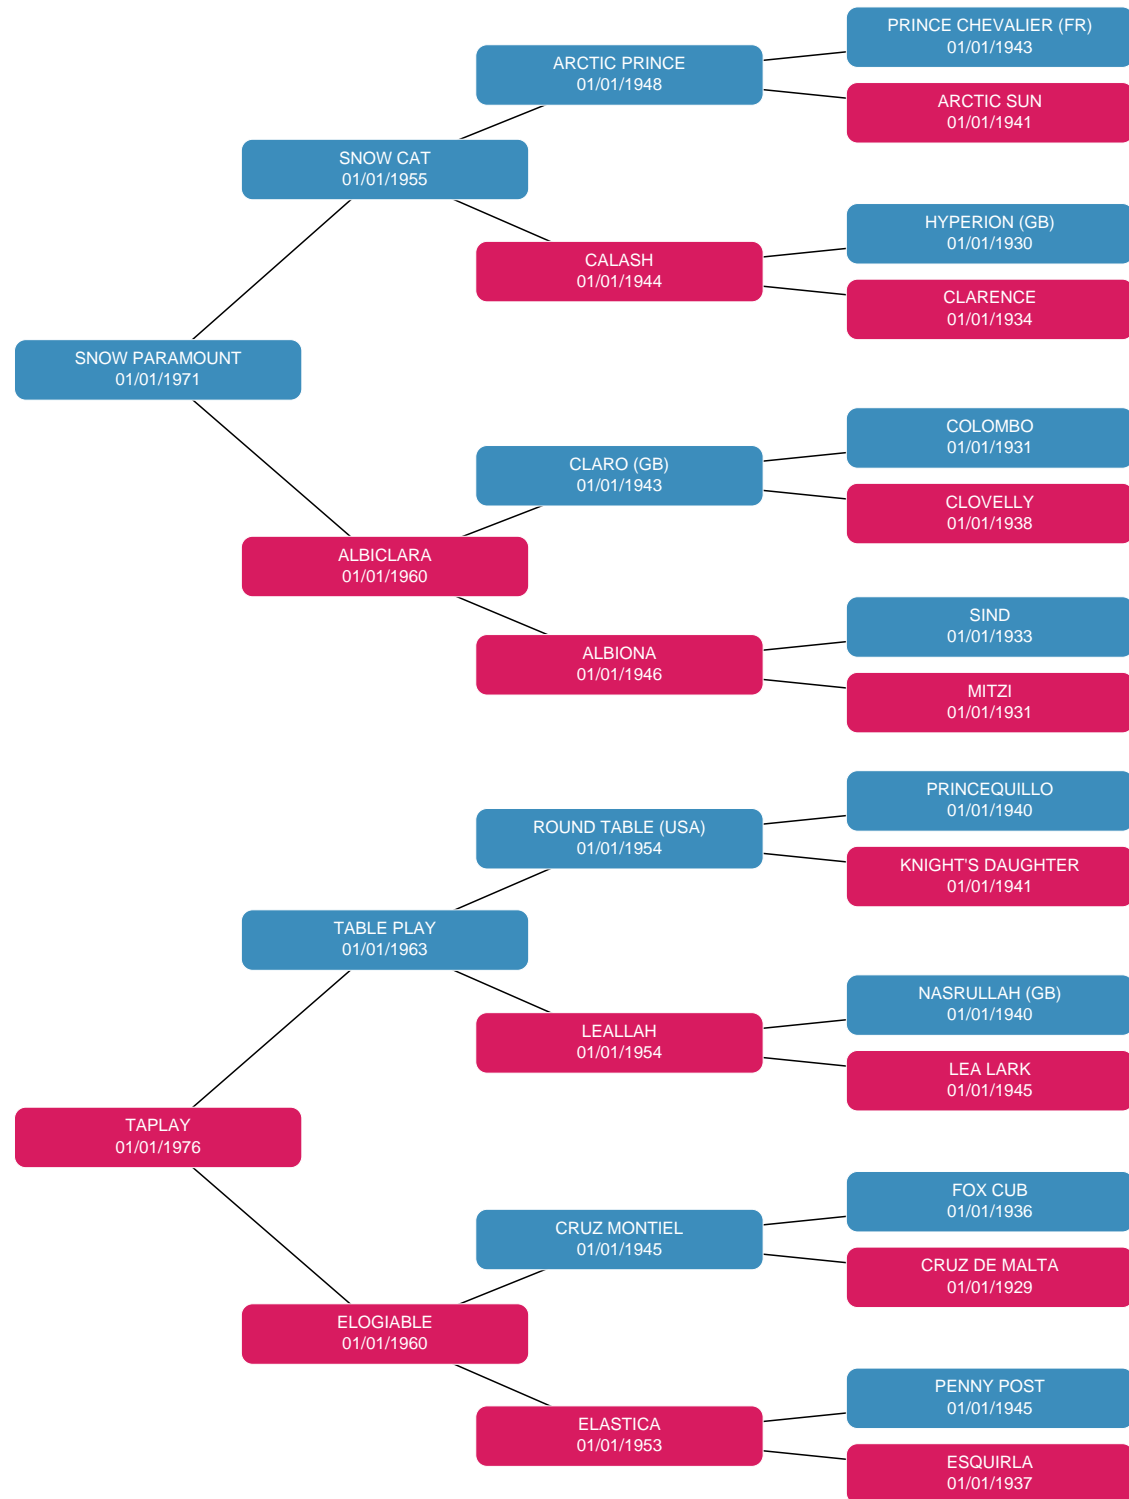 PRINCE CHEVALIER (FR)
01/01/1943
ARCTIC PRINCE
01/01/1948
ARCTIC SUN
01/01/1941
SNOW CAT
01/01/1955
HYPERION (GB)
01/01/1930
CALASH
01/01/1944
CLARENCE
01/01/1934
SNOW PARAMOUNT
01/01/1971
COLOMBO
01/01/1931
CLARO (GB)
01/01/1943
CLOVELLY
01/01/1938
ALBICLARA
01/01/1960
SIND
01/01/1933
ALBIONA
01/01/1946
MITZI
01/01/1931
PRINCEQUILLO
01/01/1940
ROUND TABLE (USA)
01/01/1954
KNIGHT'S DAUGHTER
01/01/1941
TABLE PLAY
01/01/1963
NASRULLAH (GB)
01/01/1940
LEALLAH
01/01/1954
LEA LARK
01/01/1945
TAPLAY
01/01/1976
FOX CUB
01/01/1936
CRUZ MONTIEL
01/01/1945
CRUZ DE MALTA
01/01/1929
ELOGIABLE
01/01/1960
PENNY POST
01/01/1945
ELASTICA
01/01/1953
ESQUIRLA
01/01/1937